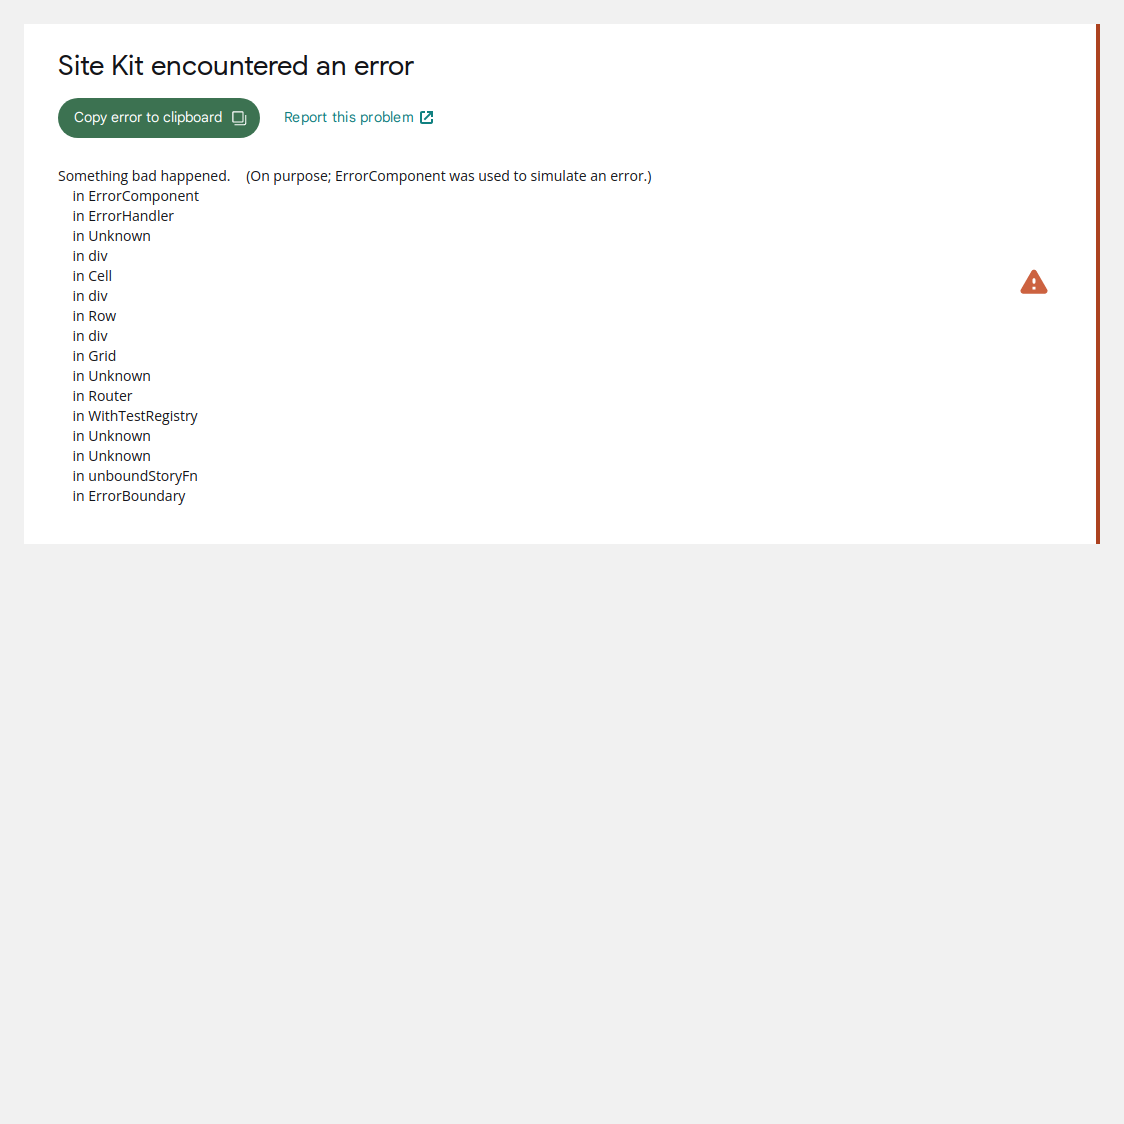 Site Kit encountered an error
Copy error to clipboard Report this problem
Something bad happened. (On purpose; ErrorComponent was used to simulate an error.)
in ErrorComponent
in ErrorHandler
in Unknown
in div
in Cell
in div
in Row
in div
in Grid
in Unknown
in Router
in WithTestRegistry
in Unknown
in Unknown
in unboundStoryFn
in ErrorBoundary